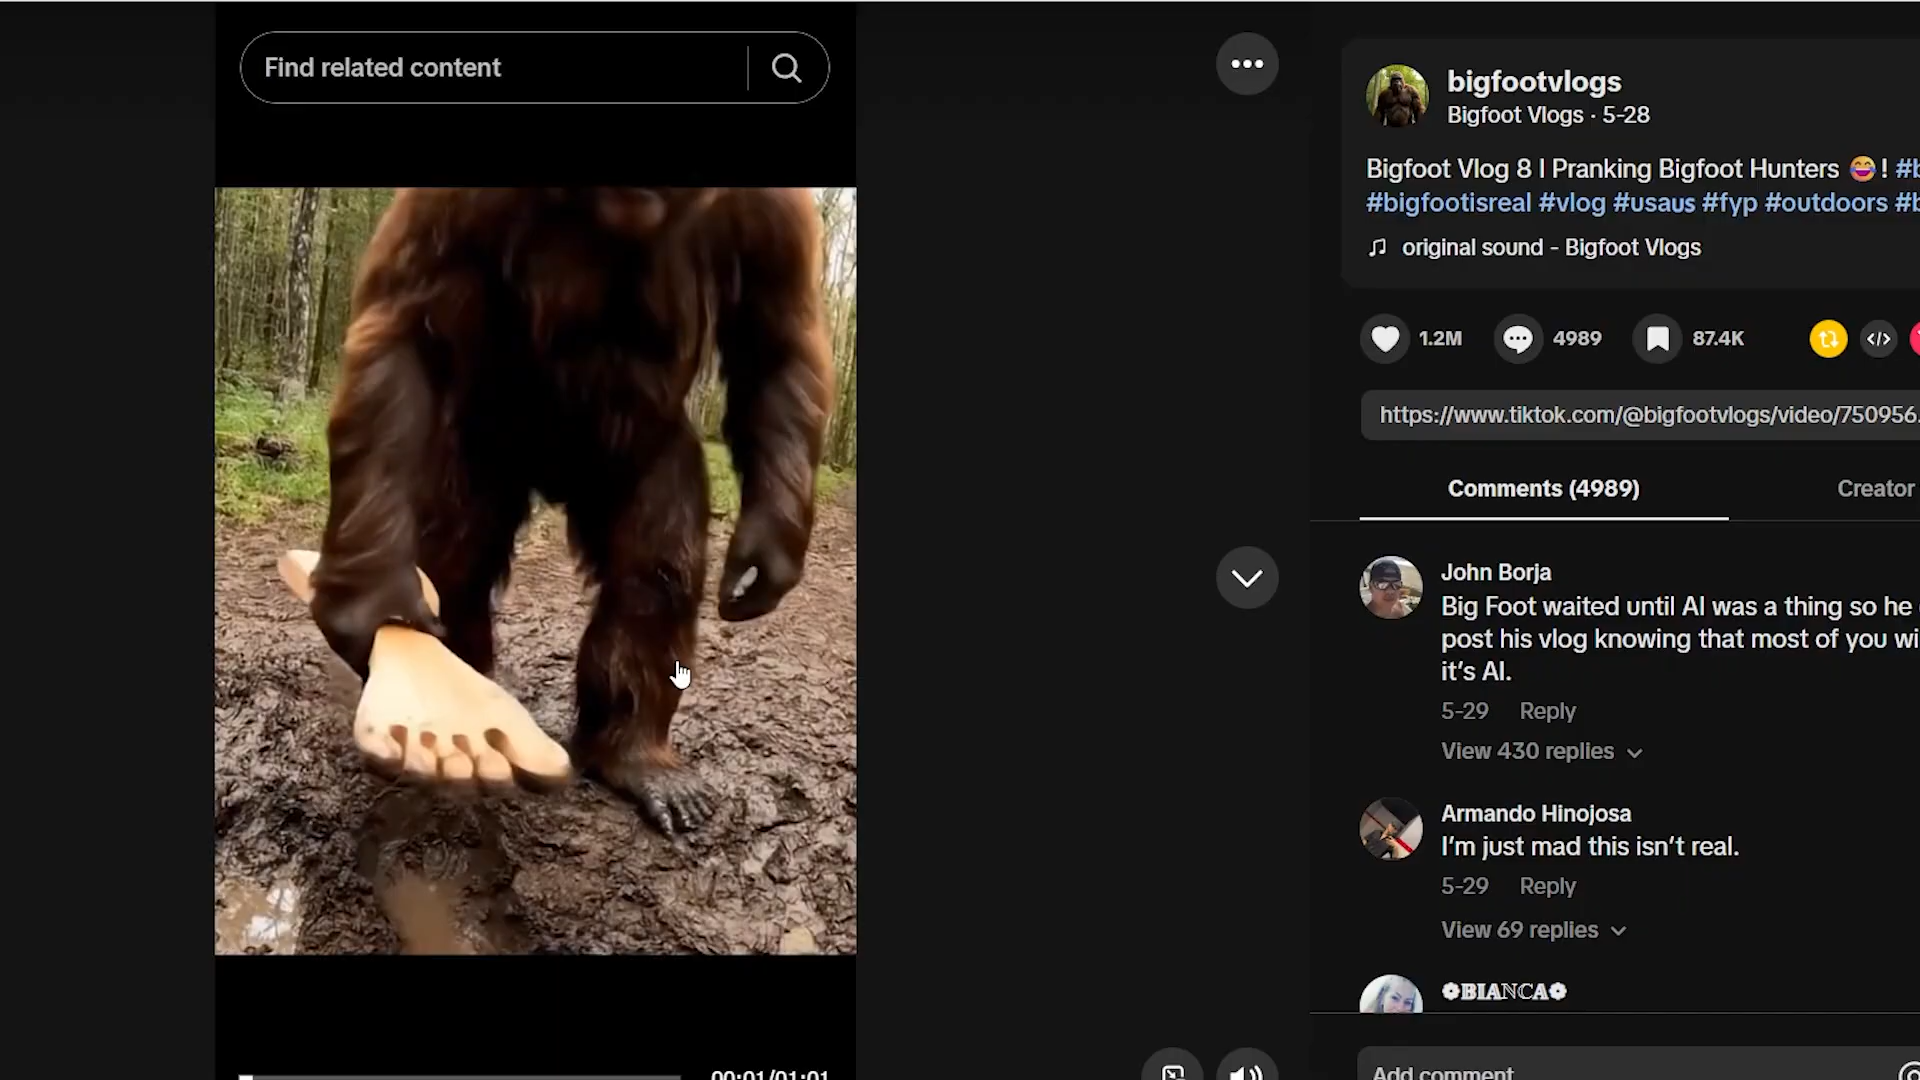 Find related content
bigfootvlogs
Bigfoot Vlogs · 5-28
Bigfoot Vlog 8 I Pranking Bigfoot Hunters 😂! #b
#bigfootisreal #vlog #usaus #fyp #outdoors #b
original sound - Bigfoot Vlogs
1.2M
4989
87.4K
https://www.tiktok.com/@bigfootvlogs/video/750956.
Comments (4989)
Creator
John Borja
Big Foot waited until AI was a thing so he
post his vlog knowing that most of you wi
it's AI.
5-29 Reply
View 430 replies
Armando Hinojosa
I'm just mad this isn't real.
5-29 Reply
View 69 replies
❁𝔹𝕀𝔸ℕℂ𝔸❁
00:01/01:01
Add comment